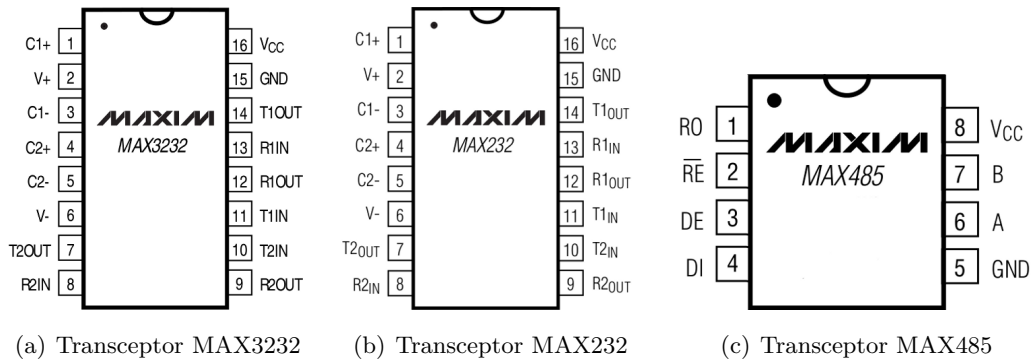 C1+ 1 16 VCC
V+ 2 15 GND
C1- 3 14 T1OUT
C2+ 4 13 R1IN
C2- 5 12 R1OUT
V- 6 11 T1IN
T2OUT 7 10 T2IN
R2IN 8 9 R2OUT
MAXIM
MAX3232
(a) Transceptor MAX3232
C1+ 1 16 VCC
V+ 2 15 GND
C1- 3 14 T1OUT
C2+ 4 13 R1IN
C2- 5 12 R1OUT
V- 6 11 T1IN
T2OUT 7 10 T2IN
R2IN 8 9 R2OUT
MAXIM
MAX232
(b) Transceptor MAX232
RO 1 8 VCC
R̅E̅ 2 7 B
DE 3 6 A
DI 4 5 GND
MAXIM
MAX485
(c) Transceptor MAX485